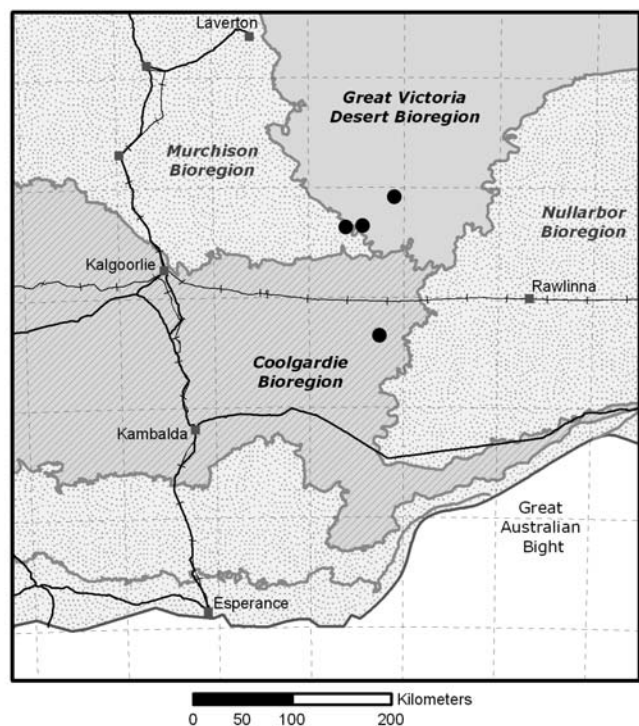 Laverton
Great Victoria
Desert Bioregion
Murchison
Bioregion
Nullarbor
Bioregion
Kalgoorlie
Rawlinna
Coolgardie
Bioregion
Kambalda
Great
Australian
Bight
Esperance
Kilometers
0 50 100 200